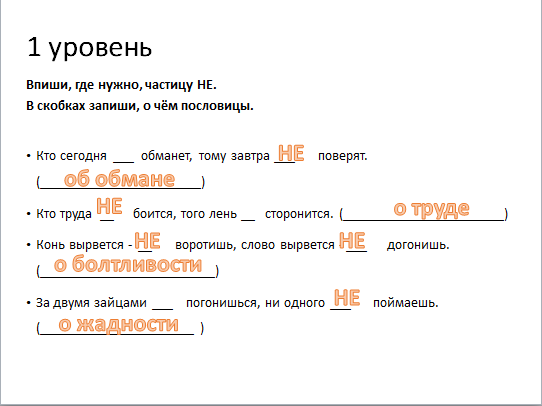 1 уровень
Впиши, где нужно, частицу НЕ.
В скобках запиши, о чём пословицы.
• Кто сегодня ___ обманет, тому завтра НЕ поверят.
(об обмане)
• Кто труда НЕ боится, того лень __ сторонится. (о труде)
• Конь вырвется - НЕ воротишь, слово вырвется НЕ догонишь.
(о болтливости)
• За двумя зайцами ___ погонишься, ни одного НЕ поймаешь.
(о жадности)